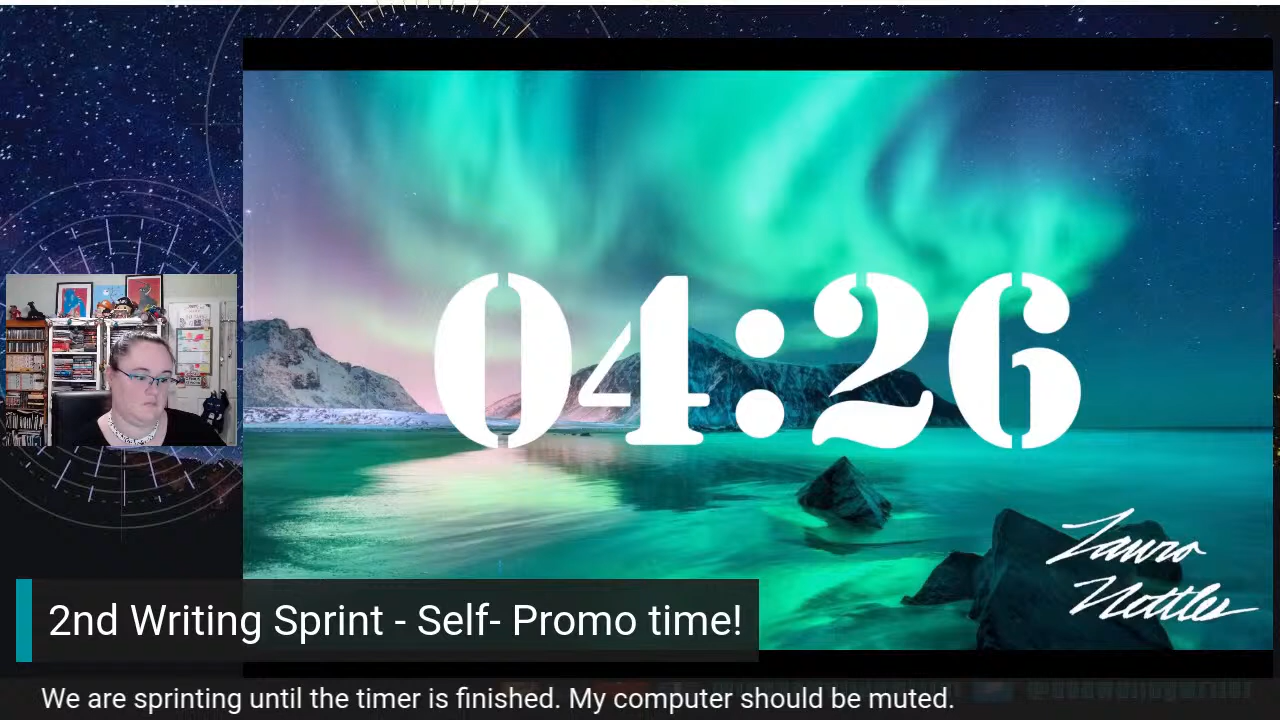 04:26
Laura
Nettles
2nd Writing Sprint - Self- Promo time!
We are sprinting until the timer is finished. My computer should be muted.